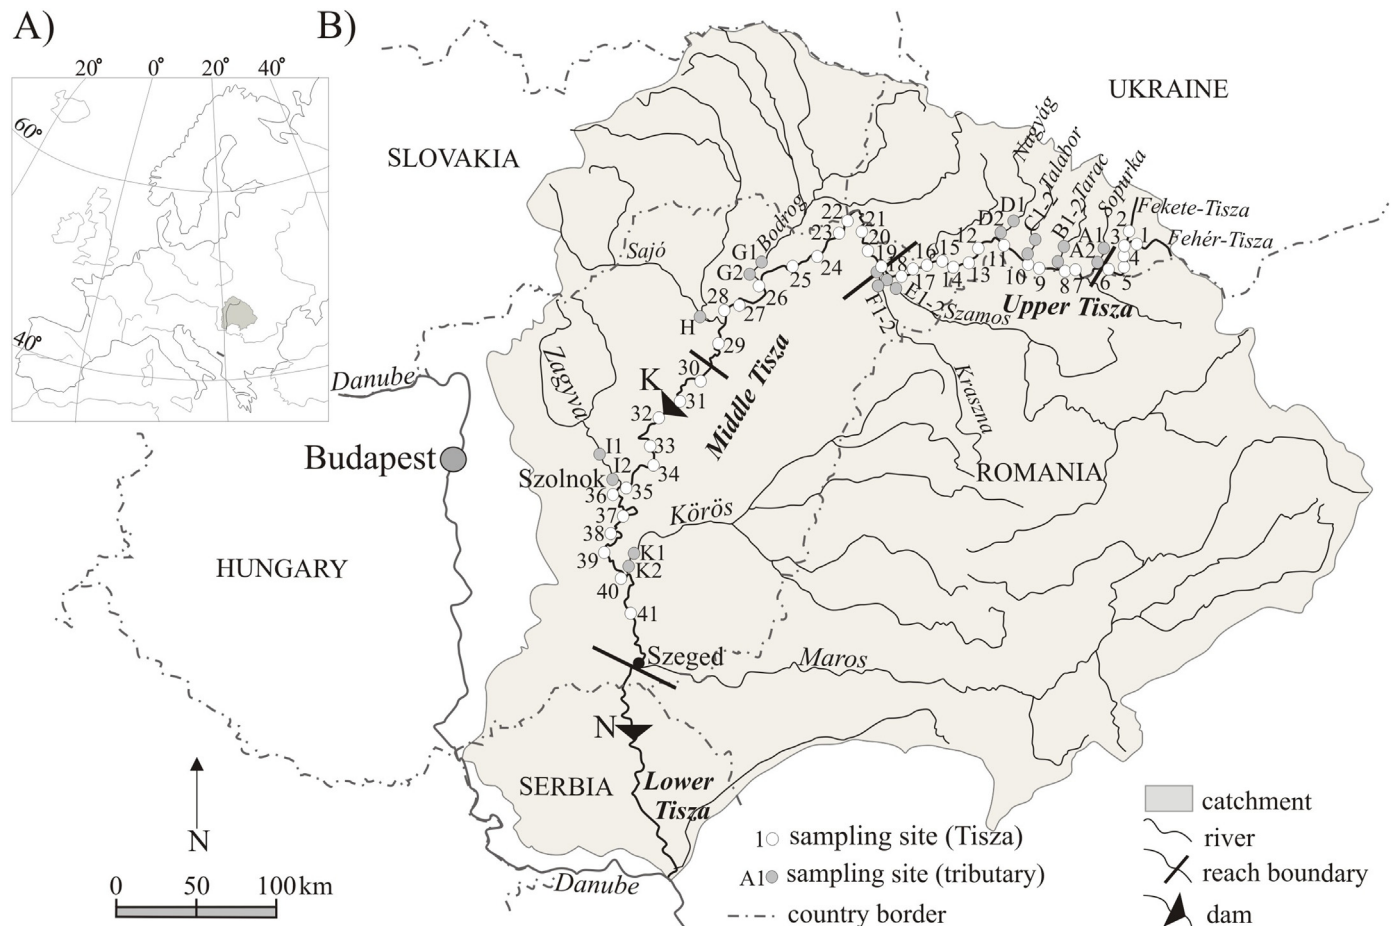 A)
B)
20°
0°
20°
40°
60°
40°
UKRAINE
SLOVAKIA
Nagyág
Talabor
Tarac
Sopurka
Fekete-Tisza
Fehér-Tisza
D1
D2
C1-2
B1-2
A1
A2
1
2
3
4
5
6
7
8
9
10
11
12
13
14
15
16
17
18
19
20
21
22
23
24
25
26
27
28
29
Upper Tisza
E1-2
F1-2
Szamos
Kraszna
Bodrog
G1
G2
Sajó
H
Zagyva
30
K
31
32
33
34
Middle Tisza
Danube
Budapest
I1
I2
Szolnok
35
36
37
38
39
Körös
K1
K2
40
41
ROMANIA
HUNGARY
Szeged
Maros
N
SERBIA
Lower
Tisza
Danube
N
0 50 100 km
1 sampling site (Tisza)
A1 sampling site (tributary)
country border
catchment
river
reach boundary
dam